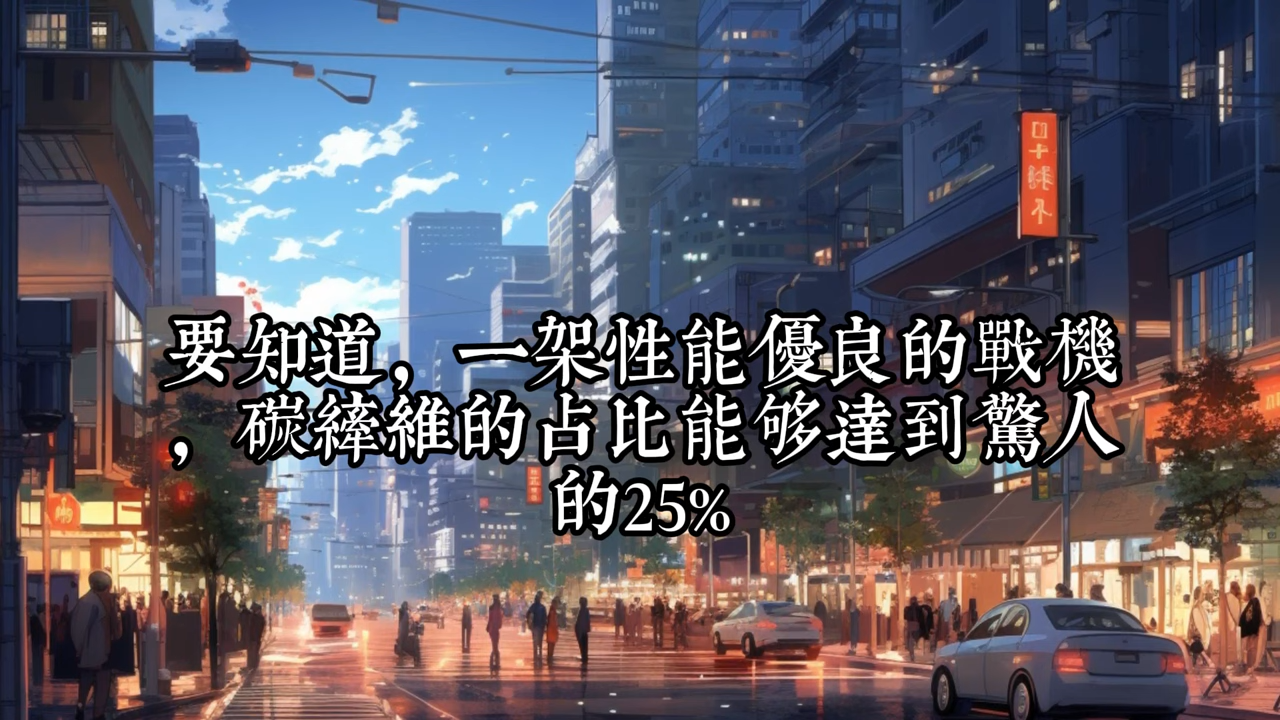 要知道，一架性能優良的戰機
，碳縴維的占比能够達到驚人
的25%